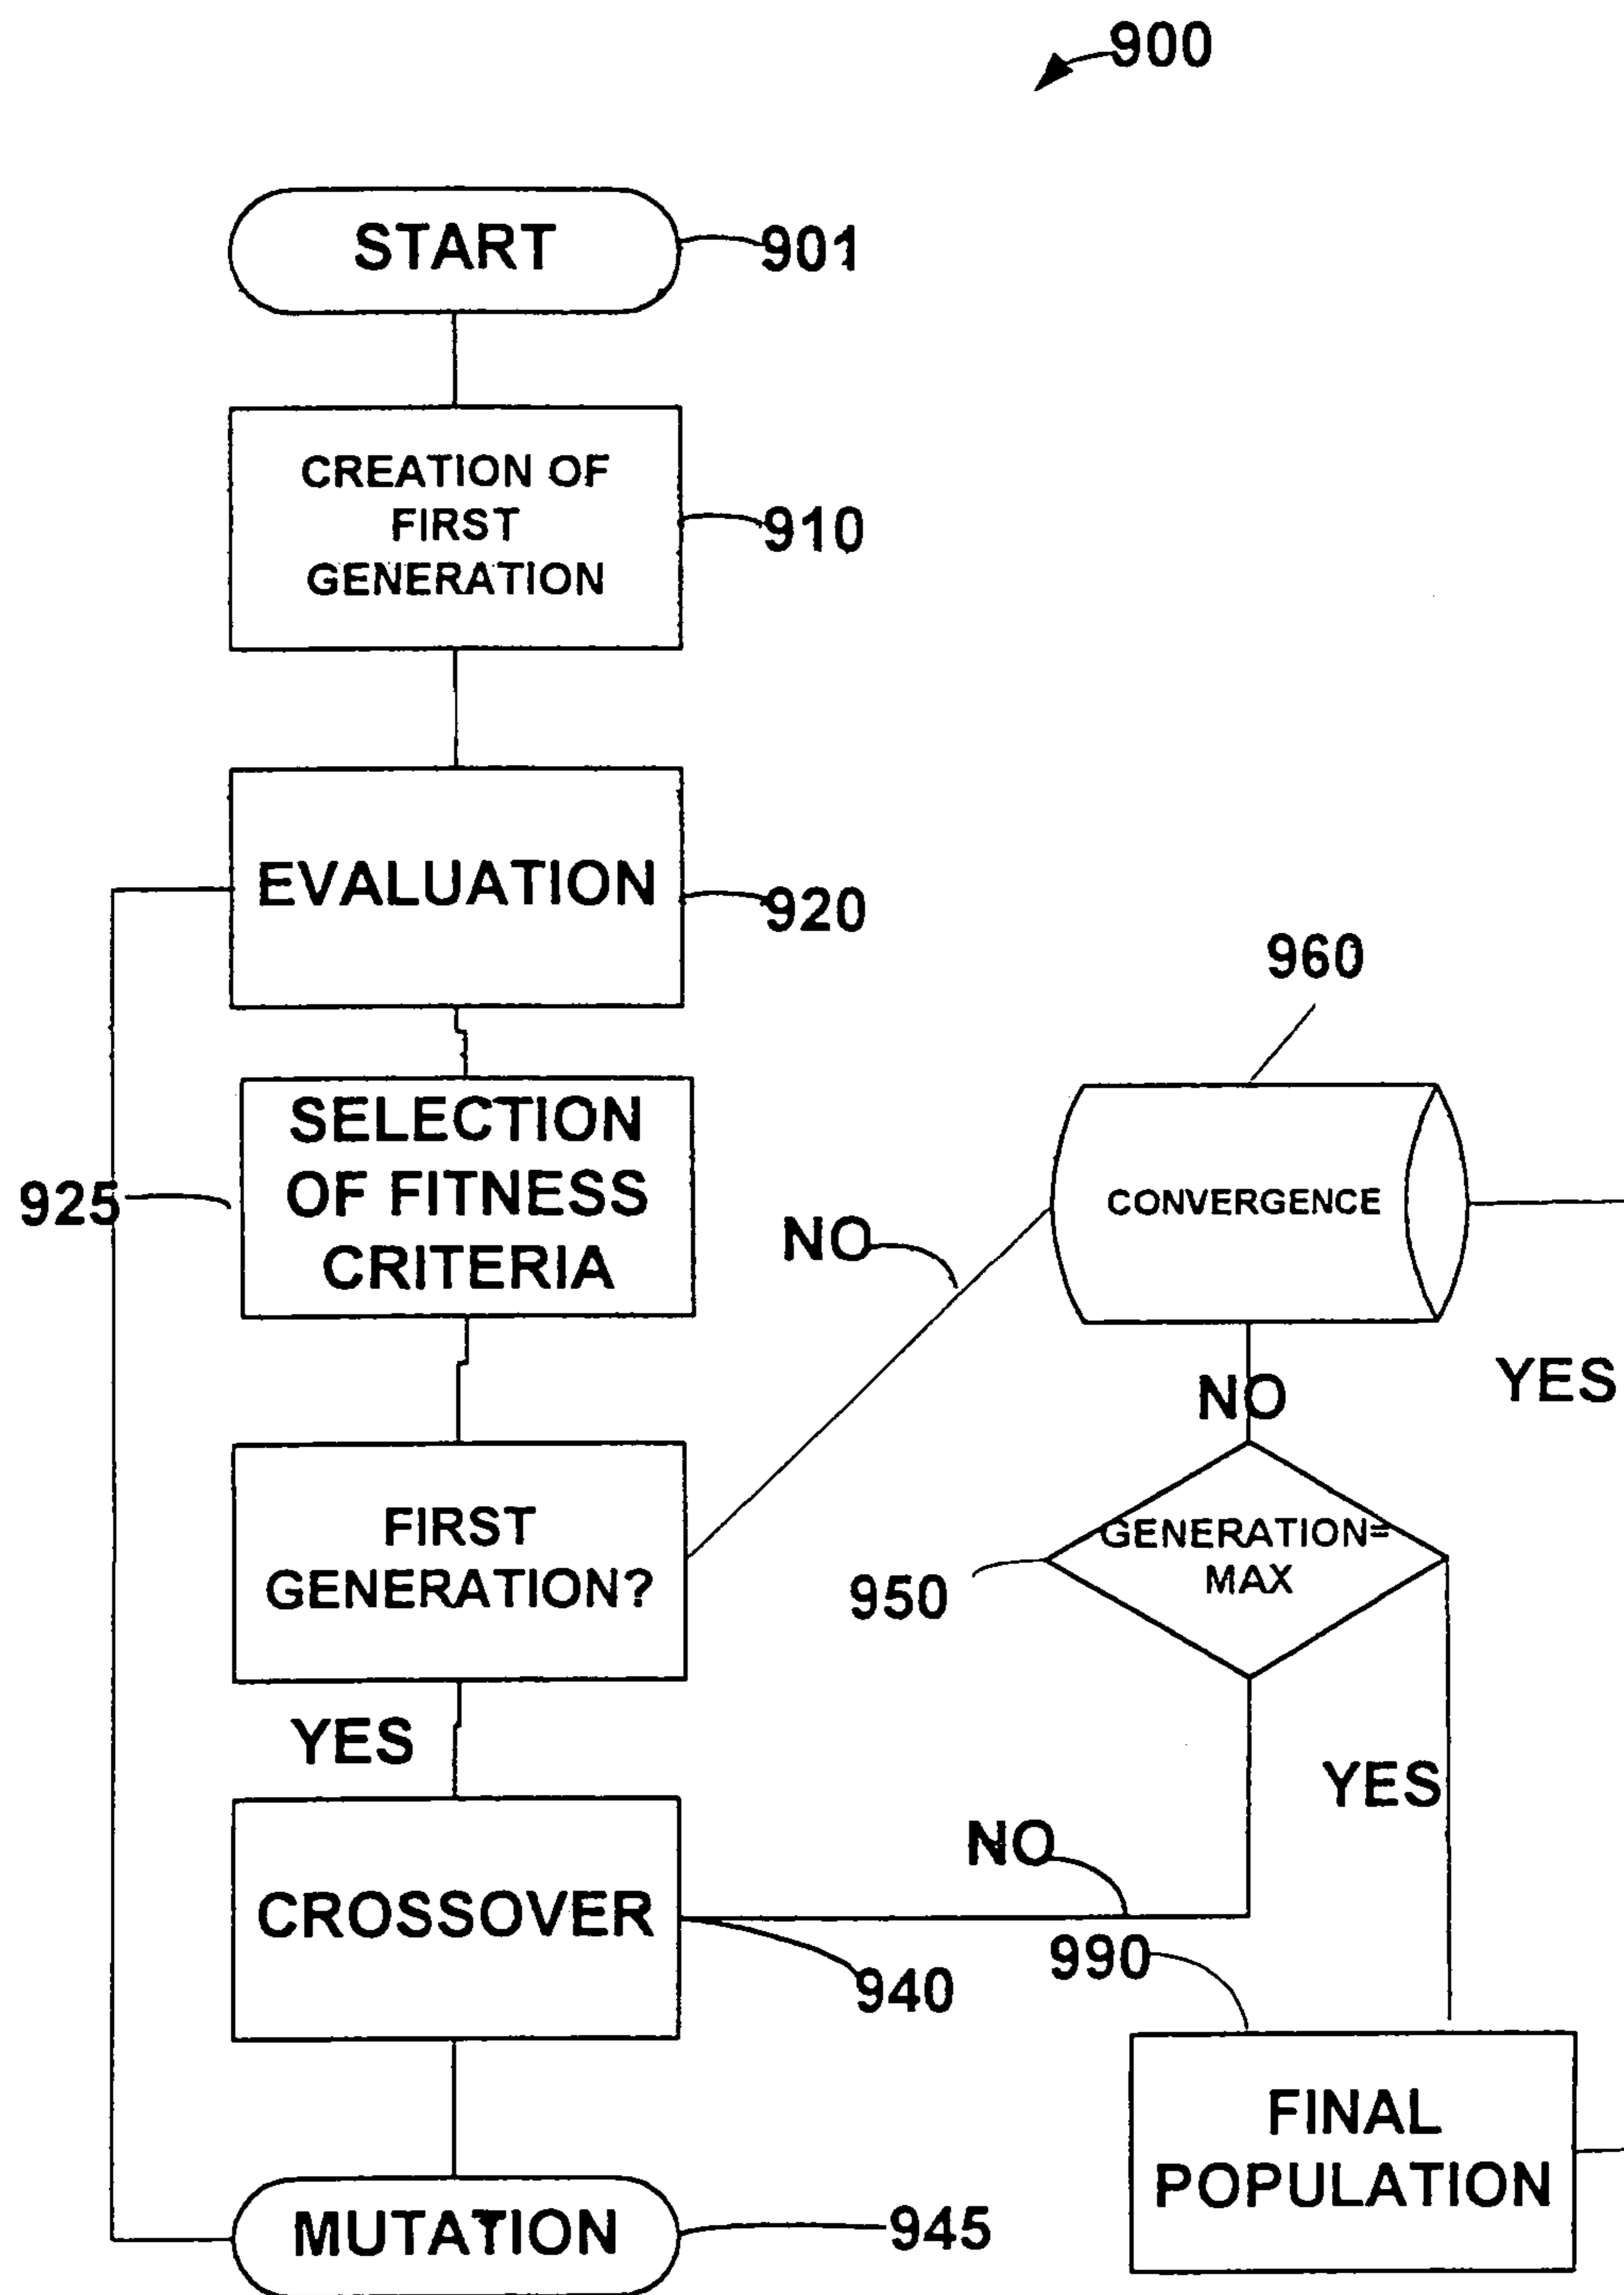 900
START
901
CREATION OF
FIRST
GENERATION
910
EVALUATION
920
960
SELECTION
OF FITNESS
CRITERIA
925
CONVERGENCE
NO
NO
YES
FIRST
GENERATION?
GENERATION=
MAX
950
YES
YES
NO
CROSSOVER
940
990
FINAL
POPULATION
MUTATION
945